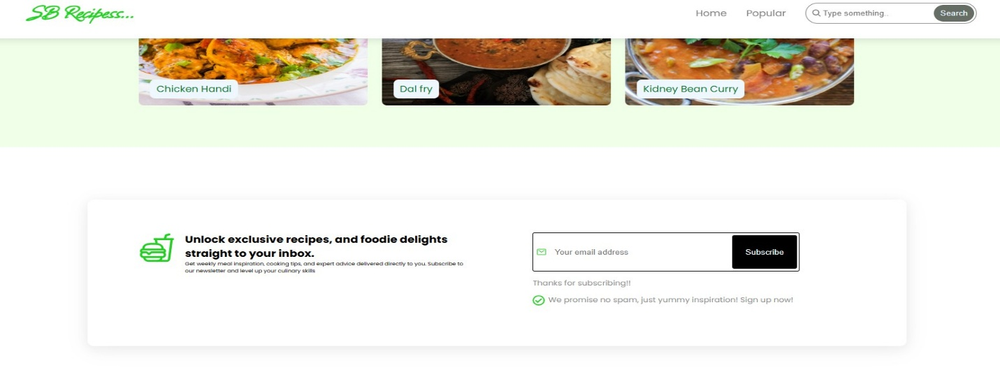 SB Recipess...
Home
Popular
Type something..
Search
Chicken Handi
Dal fry
Kidney Bean Curry
Unlock exclusive recipes, and foodie delights
straight to your inbox.
Get weekly meal inspiration, cooking tips, and expert advice delivered directly to you. Subscribe to
our newsletter and level up your culinary skills
Your email address
Subscribe
Thanks for subscribing!!
We promise no spam, just yummy inspiration! Sign up now!